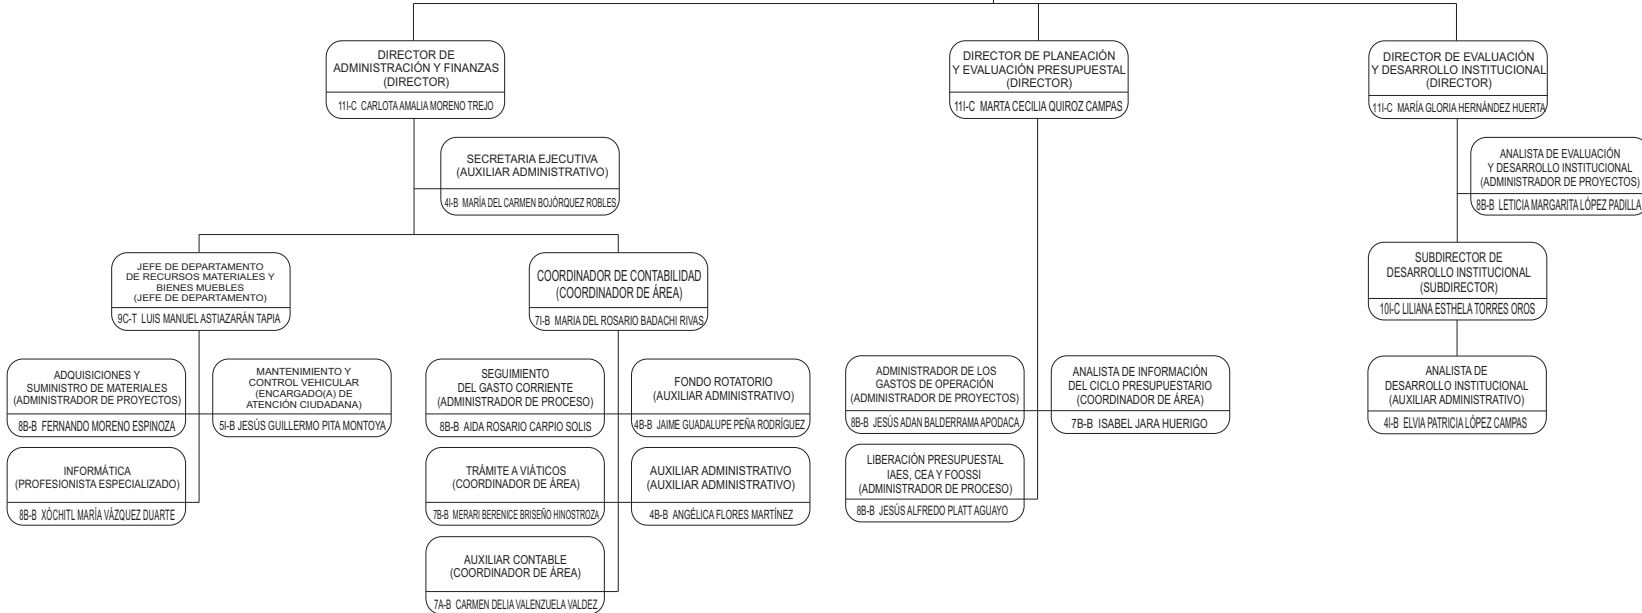 DIRECTOR DE
ADMINISTRACIÓN Y FINANZAS
(DIRECTOR)
11I-C CARLOTA AMALIA MORENO TREJO
DIRECTOR DE PLANEACIÓN
Y EVALUACIÓN PRESUPUESTAL
(DIRECTOR)
11I-C MARTA CECILIA QUIROZ CAMPAS
DIRECTOR DE EVALUACIÓN
Y DESARROLLO INSTITUCIONAL
(DIRECTOR)
11I-C MARÍA GLORIA HERNÁNDEZ HUERTA
SECRETARIA EJECUTIVA
(AUXILIAR ADMINISTRATIVO)
4I-B MARÍA DEL CARMEN BOJÓRQUEZ ROBLES
ANALISTA DE EVALUACIÓN
Y DESARROLLO INSTITUCIONAL
(ADMINISTRADOR DE PROYECTOS)
8B-B LETICIA MARGARITA LÓPEZ PADILLA
JEFE DE DEPARTAMENTO
DE RECURSOS MATERIALES Y
BIENES MUEBLES
(JEFE DE DEPARTAMENTO)
9C-T LUIS MANUEL ASTIAZARÁN TAPIA
COORDINADOR DE CONTABILIDAD
(COORDINADOR DE ÁREA)
7I-B MARIA DEL ROSARIO BADACHI RIVAS
SUBDIRECTOR DE
DESARROLLO INSTITUCIONAL
(SUBDIRECTOR)
10I-C LILIANA ESTHELA TORRES OROS
ADQUISICIONES Y
SUMINISTRO DE MATERIALES
(ADMINISTRADOR DE PROYECTOS)
8B-B FERNANDO MORENO ESPINOZA
MANTENIMIENTO Y
CONTROL VEHICULAR
(ENCARGADO(A) DE
ATENCIÓN CIUDADANA)
5I-B JESÚS GUILLERMO PITA MONTOYA
SEGUIMIENTO
DEL GASTO CORRIENTE
(ADMINISTRADOR DE PROCESO)
8B-B AIDA ROSARIO CARPIO SOLIS
FONDO ROTATORIO
(AUXILIAR ADMINISTRATIVO)
4B-B JAIME GUADALUPE PEÑA RODRÍGUEZ
ADMINISTRADOR DE LOS
GASTOS DE OPERACIÓN
(ADMINISTRADOR DE PROYECTOS)
8B-B JESÚS ADAN BALDERRAMA APODACA
ANALISTA DE INFORMACIÓN
DEL CICLO PRESUPUESTARIO
(COORDINADOR DE ÁREA)
7B-B ISABEL JARA HUERIGO
ANALISTA DE
DESARROLLO INSTITUCIONAL
(AUXILIAR ADMINISTRATIVO)
4I-B ELVIA PATRICIA LÓPEZ CAMPAS
INFORMÁTICA
(PROFESIONISTA ESPECIALIZADO)
8B-B XÓCHITL MARÍA VÁZQUEZ DUARTE
TRÁMITE A VIÁTICOS
(COORDINADOR DE ÁREA)
7B-B MERARI BERENICE BRISEÑO HINOSTROZA
AUXILIAR ADMINISTRATIVO
(AUXILIAR ADMINISTRATIVO)
4B-B ANGÉLICA FLORES MARTÍNEZ
LIBERACIÓN PRESUPUESTAL
IAES, CEA Y FOOSSI
(ADMINISTRADOR DE PROCESO)
8B-B JESÚS ALFREDO PLATT AGUAYO
AUXILIAR CONTABLE
(COORDINADOR DE ÁREA)
7A-B CARMEN DELIA VALENZUELA VALDEZ